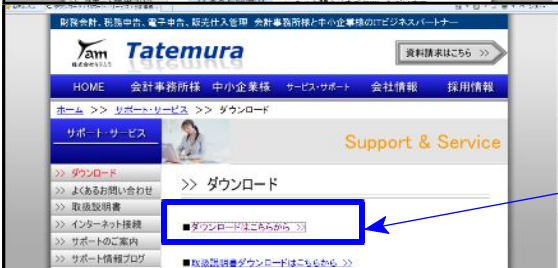 財務会計、税務申告、電子申告、販売仕入管理 会計事務所様と中小企業様のITビジネスパートナー
Tam
株式会社タテムラ
Tatemura
資料請求はこちら >>
HOME 会計事務所様 中小企業様 サービス・サポート 会社情報 採用情報
ホーム >> サポート・サービス >> ダウンロード
サポート・サービス
Support & Service
>> ダウンロード
>> よくあるお問い合わせ
>> 取扱説明書
>> インターネット接続
>> サポートのご案内
>> サポート情報ブログ
>> ダウンロード
■ダウンロードはこちらから >>
■取扱説明書ダウンロードはこちらから >>